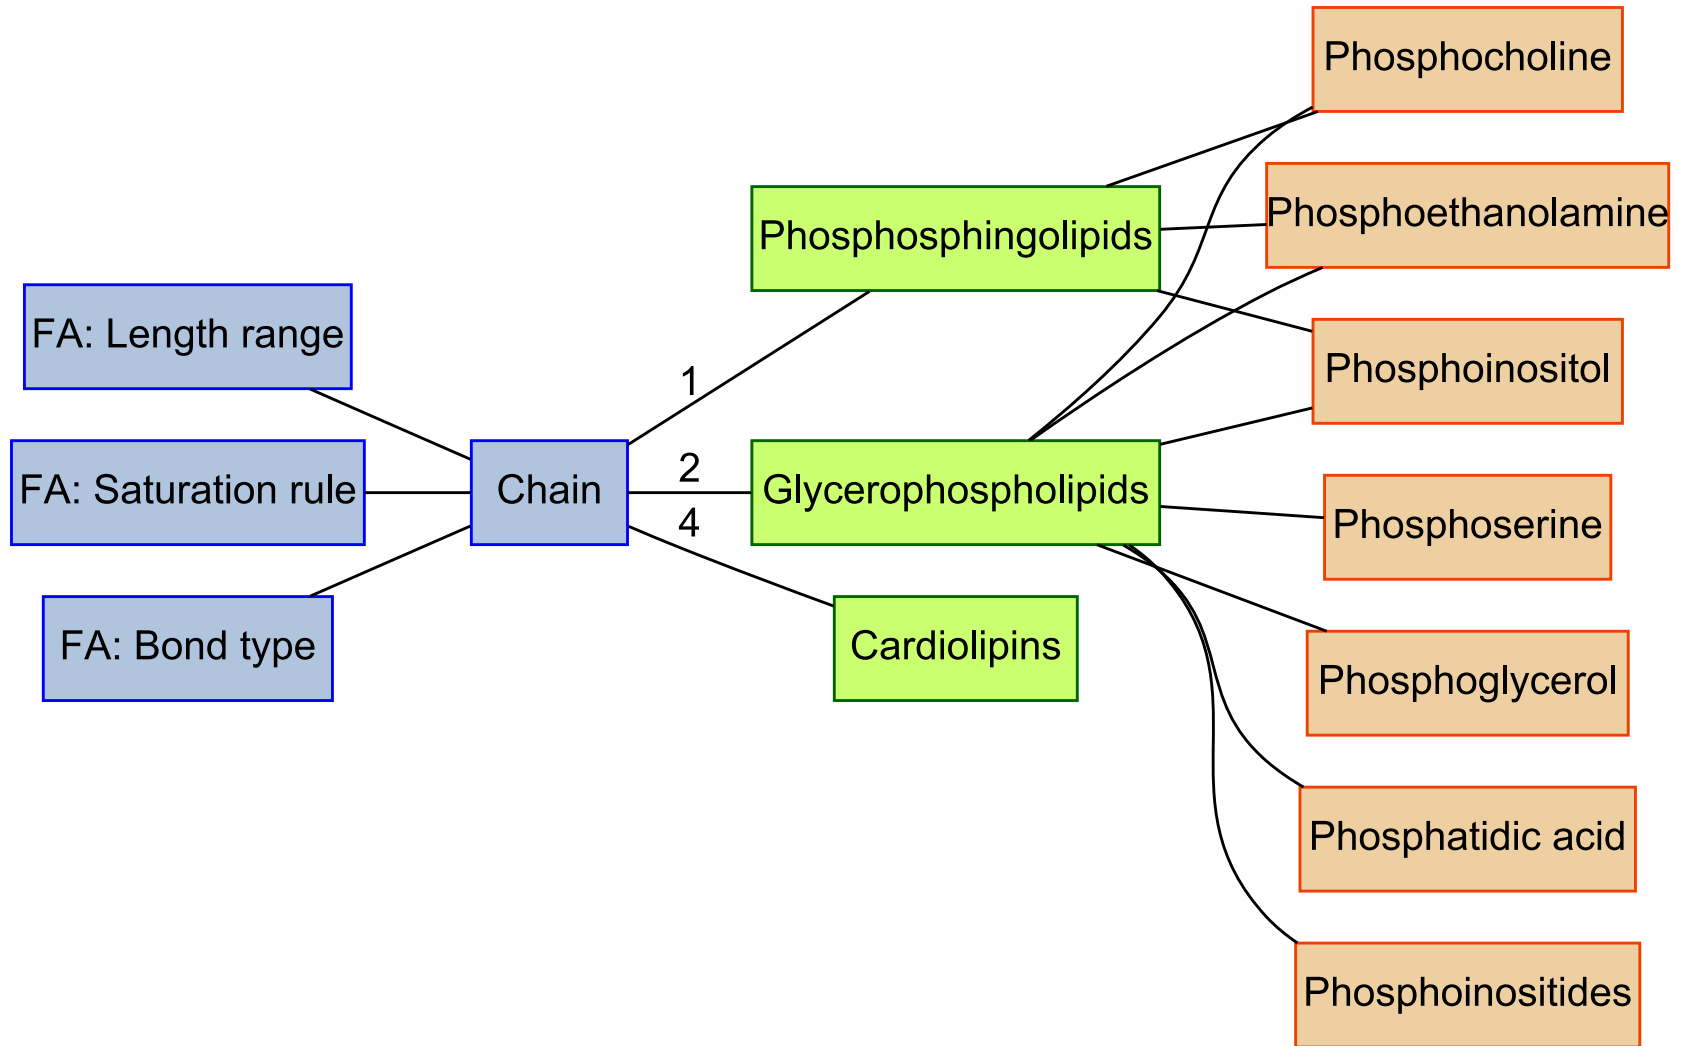 FA: Length range
FA: Saturation rule
FA: Bond type
Chain
1
2
4
Phosphosphingolipids
Glycerophospholipids
Cardiolipins
Phosphocholine
Phosphoethanolamine
Phosphoinositol
Phosphoserine
Phosphoglycerol
Phosphatidic acid
Phosphoinositides